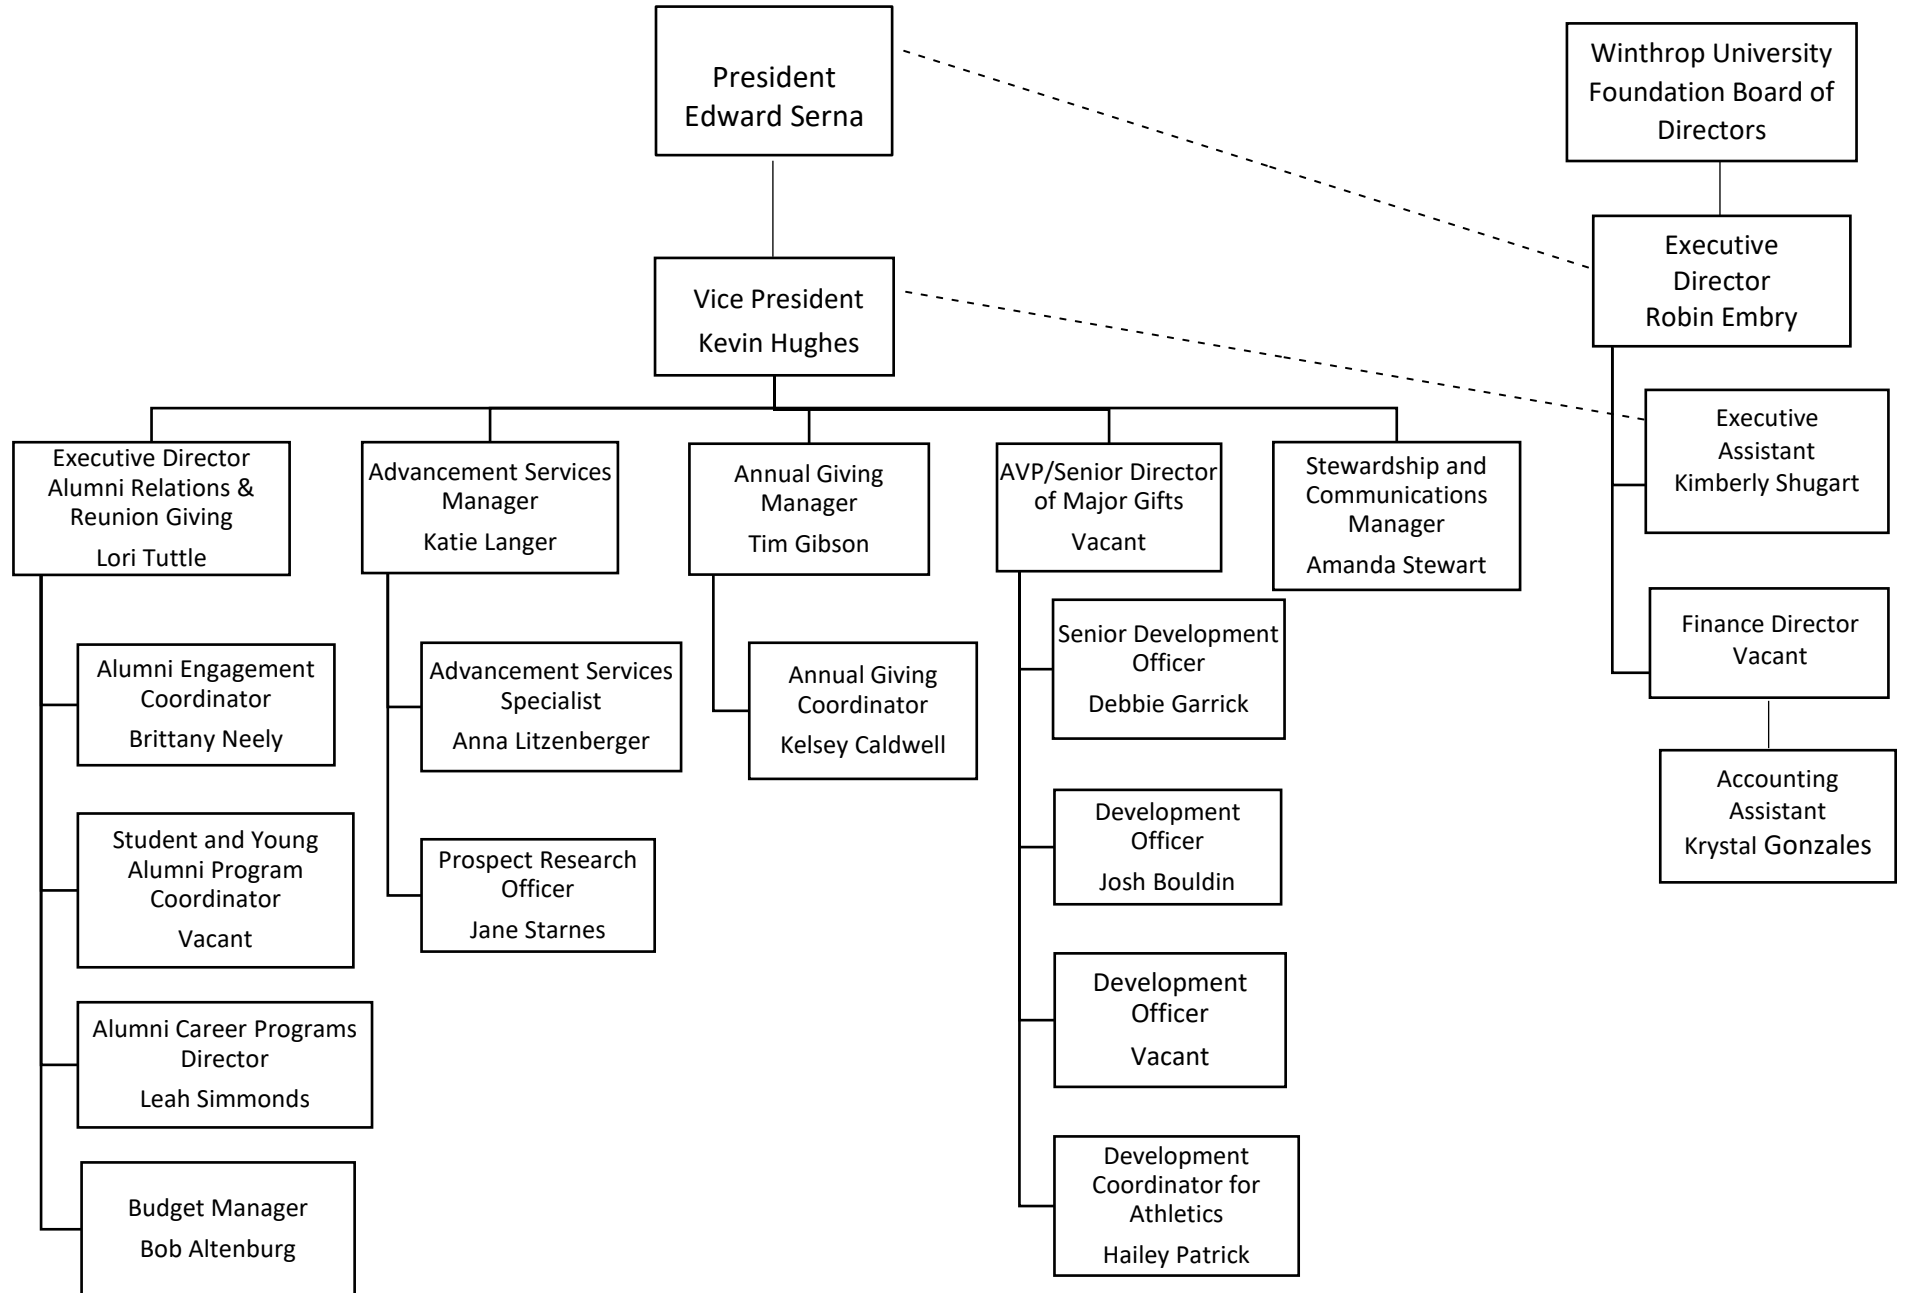 President
Edward Serna
Winthrop University
Foundation Board of
Directors
Vice President
Kevin Hughes
Executive
Director
Robin Embry
Executive
Assistant
Kimberly Shugart
Finance Director
Vacant
Accounting
Assistant
Krystal Gonzales
Executive Director
Alumni Relations &
Reunion Giving
Lori Tuttle
Alumni Engagement
Coordinator
Brittany Neely
Student and Young
Alumni Program
Coordinator
Vacant
Alumni Career Programs
Director
Leah Simmonds
Budget Manager
Bob Altenburg
Advancement Services
Manager
Katie Langer
Advancement Services
Specialist
Anna Litzenberger
Prospect Research
Officer
Jane Starnes
Annual Giving
Manager
Tim Gibson
Annual Giving
Coordinator
Kelsey Caldwell
AVP/Senior Director
of Major Gifts
Vacant
Senior Development
Officer
Debbie Garrick
Development
Officer
Josh Bouldin
Development
Officer
Vacant
Development
Coordinator for
Athletics
Hailey Patrick
Stewardship and
Communications
Manager
Amanda Stewart